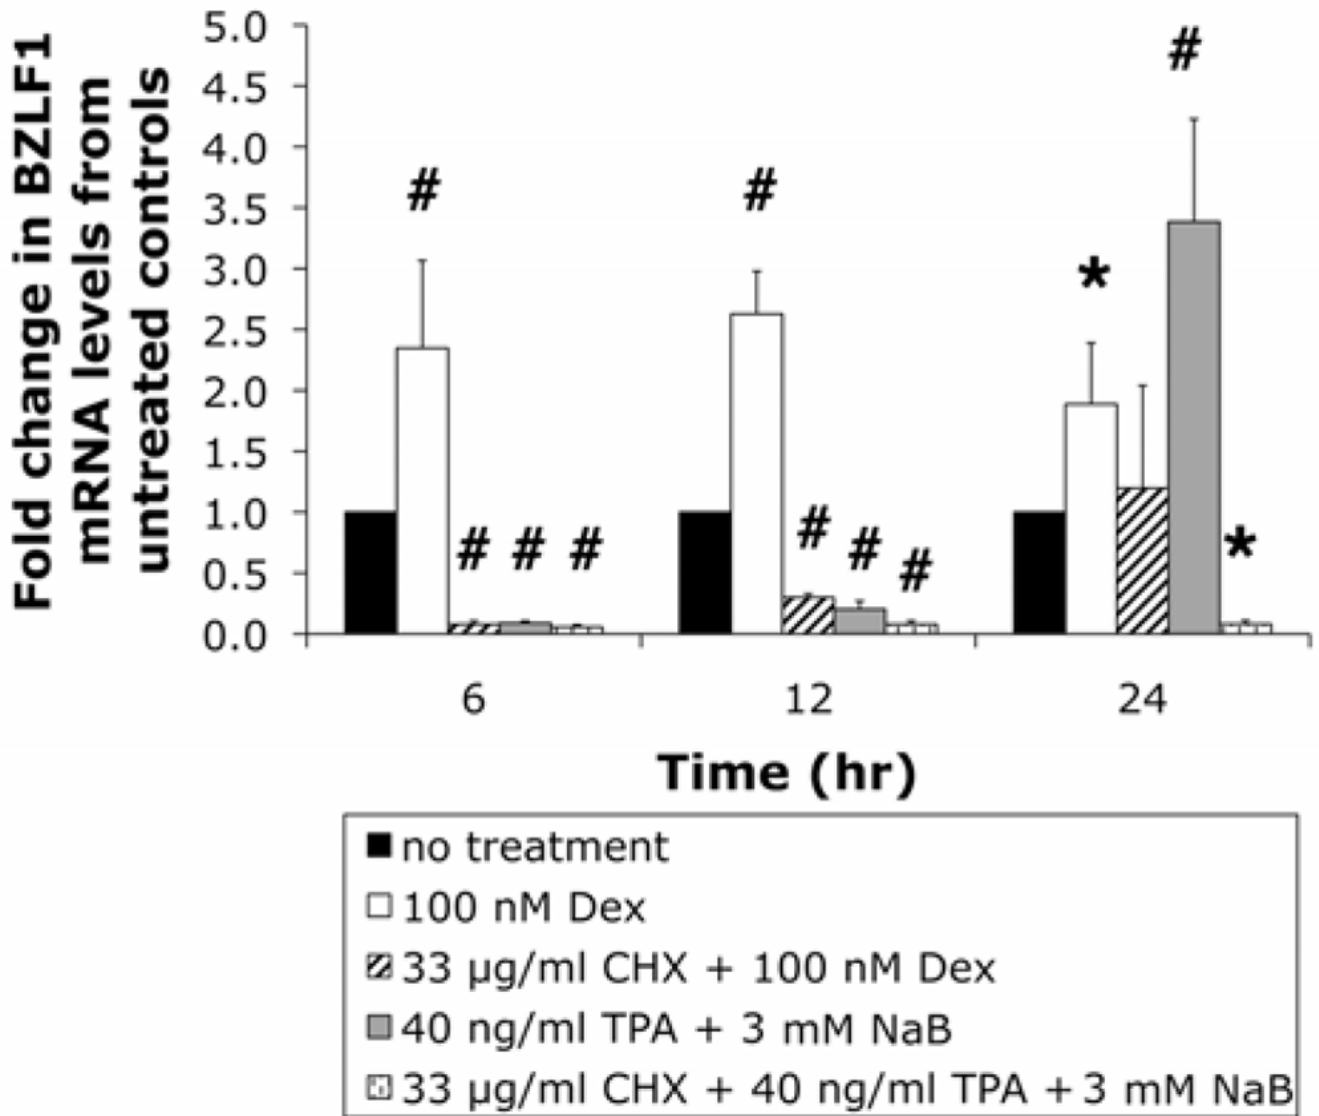 Fold change in BZLF1
mRNA levels from
untreated controls
5.0
4.5
4.0
3.5
3.0
2.5
2.0
1.5
1.0
0.5
0.0
#
# # #
#
#
#
#
*
#
*
6
12
24
Time (hr)
no treatment
100 nM Dex
33 µg/ml CHX + 100 nM Dex
40 ng/ml TPA + 3 mM NaB
33 µg/ml CHX + 40 ng/ml TPA + 3 mM NaB